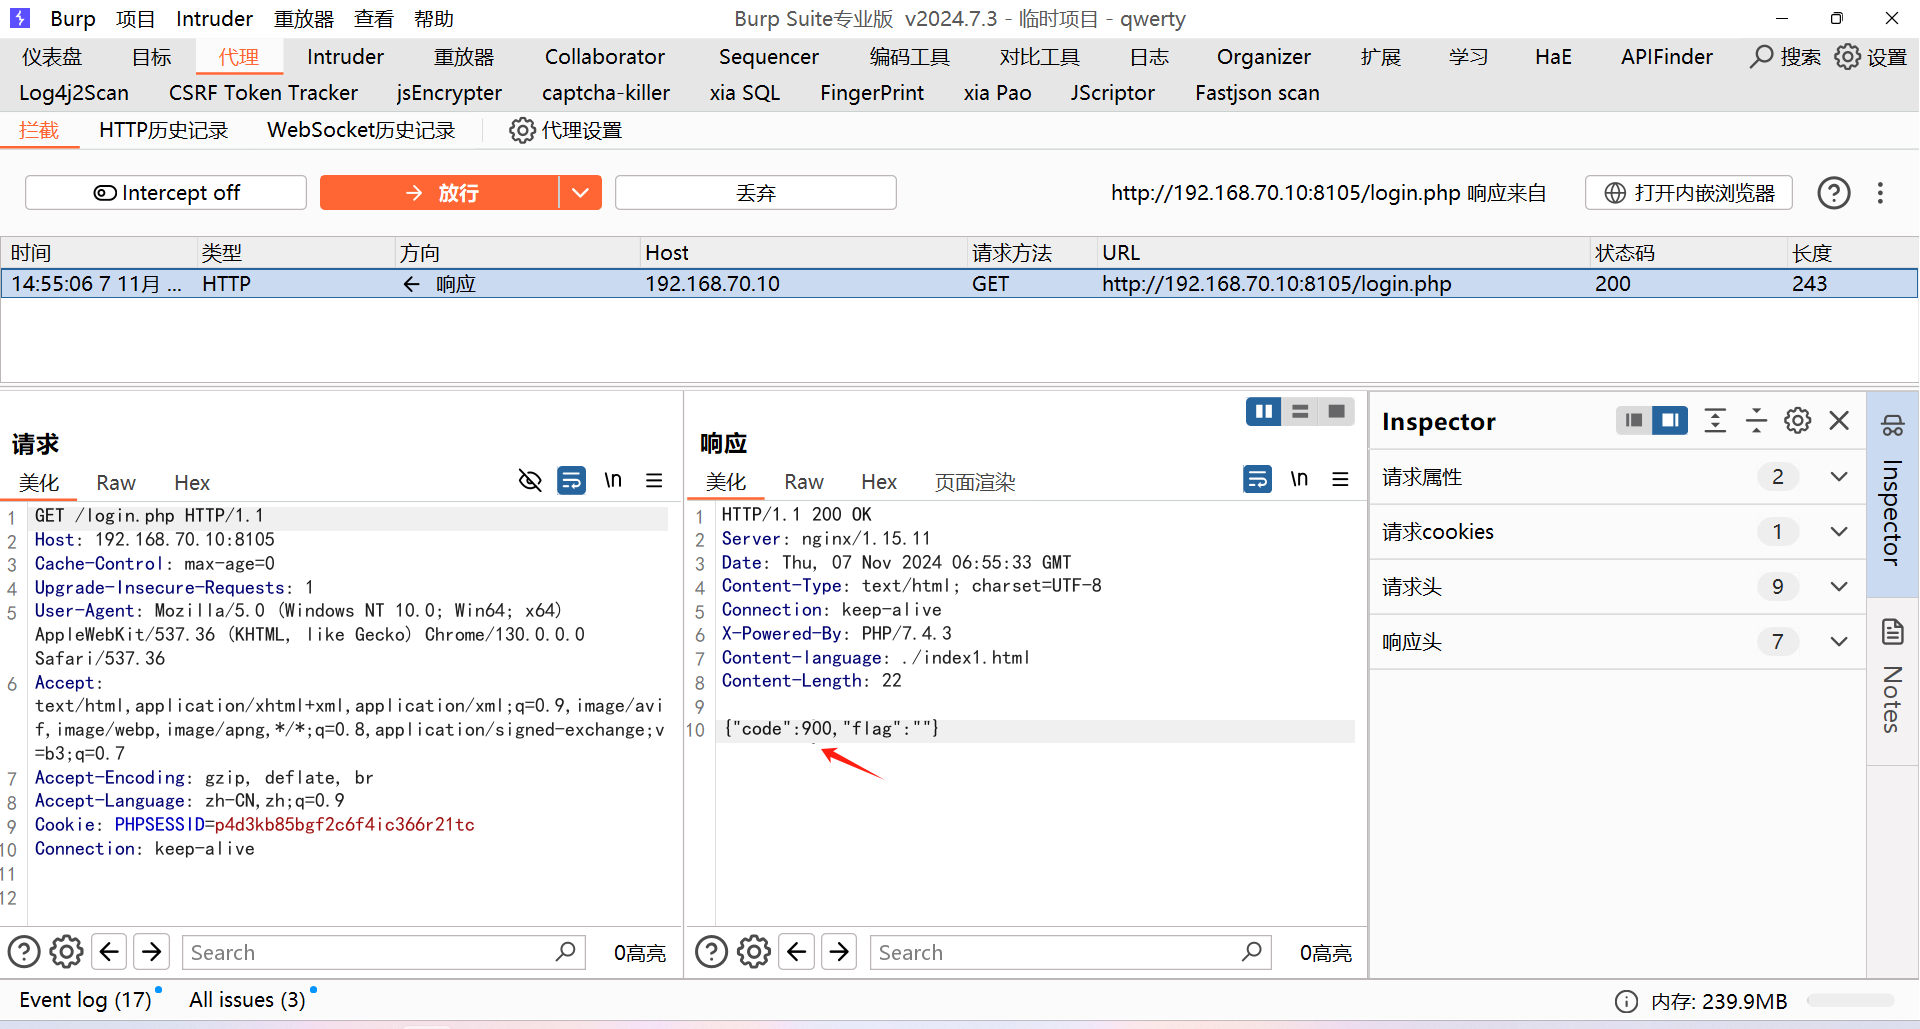 Burp 项目 Intruder 重放器 查看 帮助 Burp Suite专业版 v2024.7.3 - 临时项目 - qwerty
仪表盘 目标 代理 Intruder 重放器 Collaborator Sequencer 编码工具 对比工具 日志 Organizer 扩展 学习 HaE APIFinder 搜索 设置
Log4j2Scan CSRF Token Tracker jsEncrypter captcha-killer xia SQL FingerPrint xia Pao JScriptor Fastjson scan
拦截 HTTP历史记录 WebSocket历史记录 代理设置
Intercept off 放行 丢弃 http://192.168.70.10:8105/login.php 响应来自 打开内嵌浏览器
时间 类型 方向 Host 请求方法 URL 状态码 长度
14:55:06 7 11月 ... HTTP ← 响应 192.168.70.10 GET http://192.168.70.10:8105/login.php 200 243
请求
美化 Raw Hex \n
1 GET /login.php HTTP/1.1
2 Host: 192.168.70.10:8105
3 Cache-Control: max-age=0
4 Upgrade-Insecure-Requests: 1
5 User-Agent: Mozilla/5.0 (Windows NT 10.0; Win64; x64)
AppleWebKit/537.36 (KHTML, like Gecko) Chrome/130.0.0.0
Safari/537.36
6 Accept:
text/html,application/xhtml+xml,application/xml;q=0.9,image/avi
f,image/webp,image/apng,*/*;q=0.8,application/signed-exchange;v
=b3;q=0.7
7 Accept-Encoding: gzip, deflate, br
8 Accept-Language: zh-CN,zh;q=0.9
9 Cookie: PHPSESSID=p4d3kb85bgf2c6f4ic366r21tc
10 Connection: keep-alive
11
12
Search 0高亮
响应
美化 Raw Hex 页面渲染 \n
1 HTTP/1.1 200 OK
2 Server: nginx/1.15.11
3 Date: Thu, 07 Nov 2024 06:55:33 GMT
4 Content-Type: text/html; charset=UTF-8
5 Connection: keep-alive
6 X-Powered-By: PHP/7.4.3
7 Content-language: ./index1.html
8 Content-Length: 22
9
10 {"code":900,"flag":""}
Search 0高亮
Inspector
请求属性 2
请求cookies 1
请求头 9
响应头 7
Inspector
Notes
Event log (17) All issues (3) 内存: 239.9MB